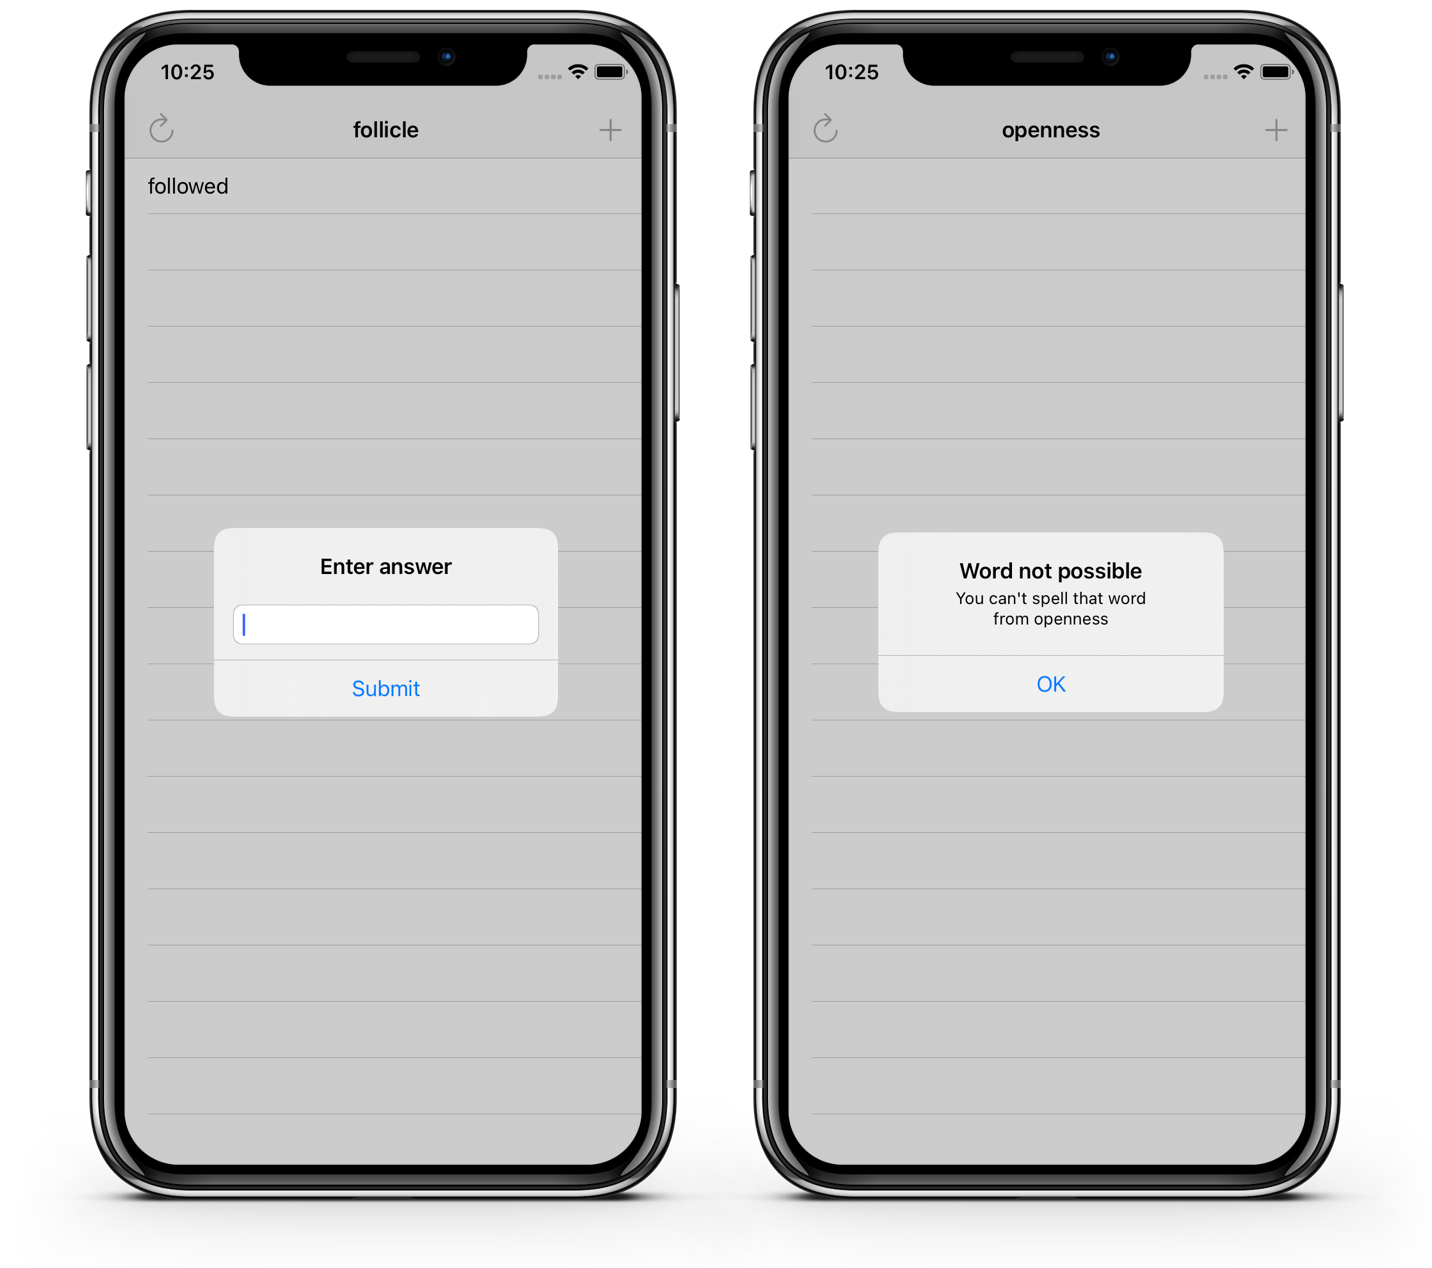 10:25
follicle
followed
Enter answer
Submit
10:25
openness
Word not possible
You can't spell that word
from openness
OK